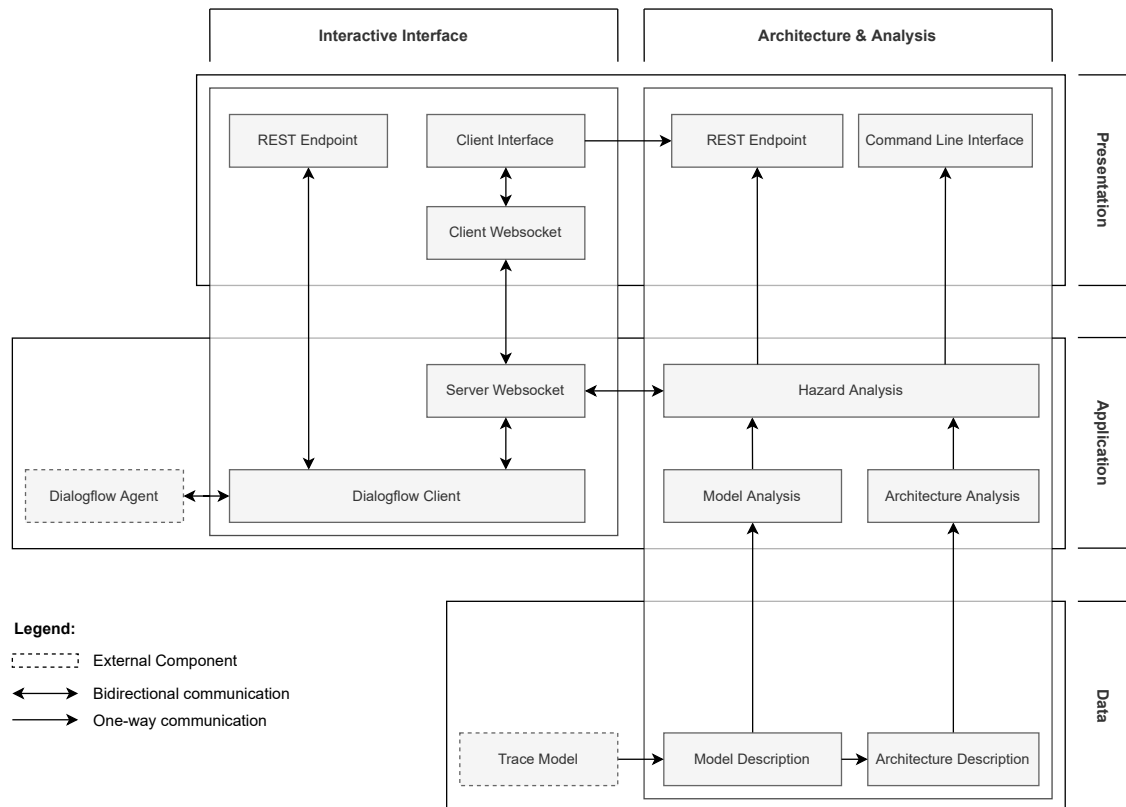 Interactive Interface
Architecture & Analysis
REST Endpoint
Client Interface
REST Endpoint
Command Line Interface
Presentation
Client Websocket
Server Websocket
Hazard Analysis
Application
Dialogflow Agent
Dialogflow Client
Model Analysis
Architecture Analysis
Legend:
External Component
Bidirectional communication
One-way communication
Data
Trace Model
Model Description
Architecture Description